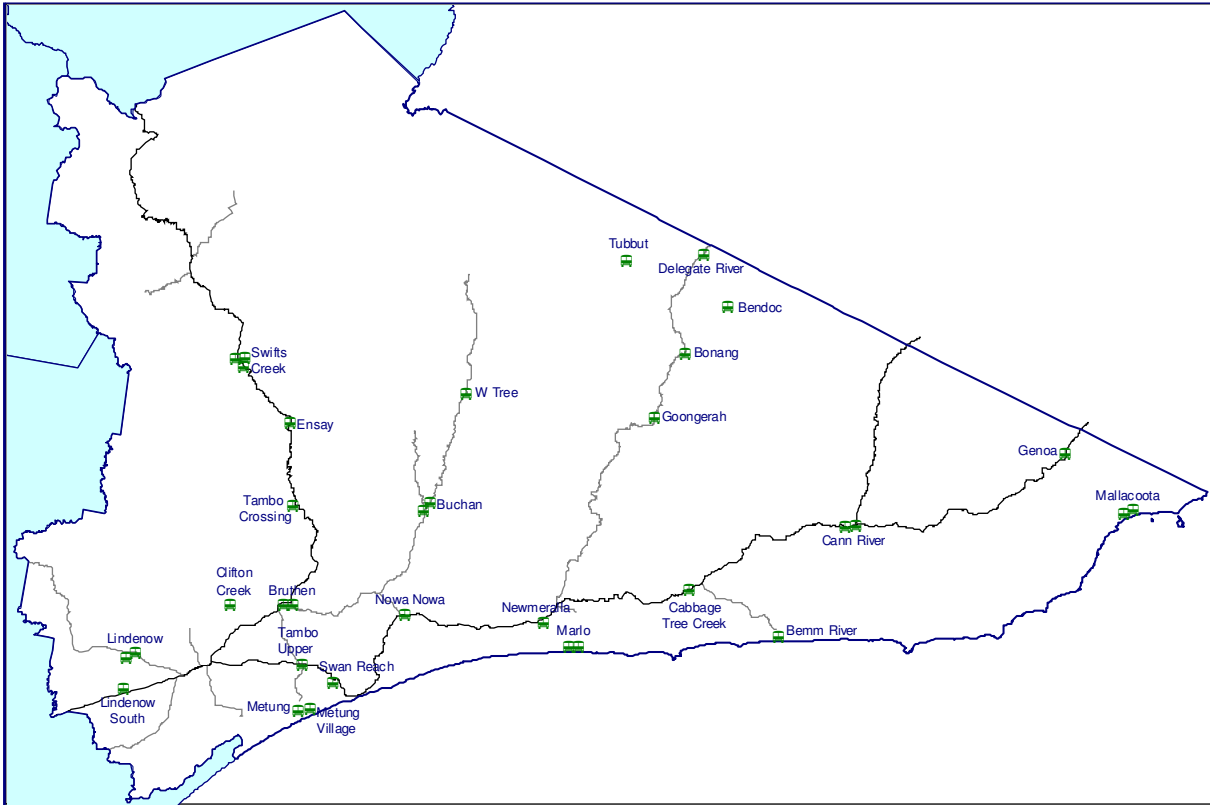 Tubbut
Delegate River
Bendoc
Swifts
Creek
Bonang
W Tree
Goongerah
Ensay
Genoa
Tambo
Crossing
Buchan
Mallacoota
Cann River
Clifton
Creek
Bruthen
Nowa Nowa
Newmeralla
Cabbage
Tree Creek
Lindenow
Tambo
Upper
Marlo
Bemm River
Swan Reach
Lindenow
South
Metung
Metung
Village